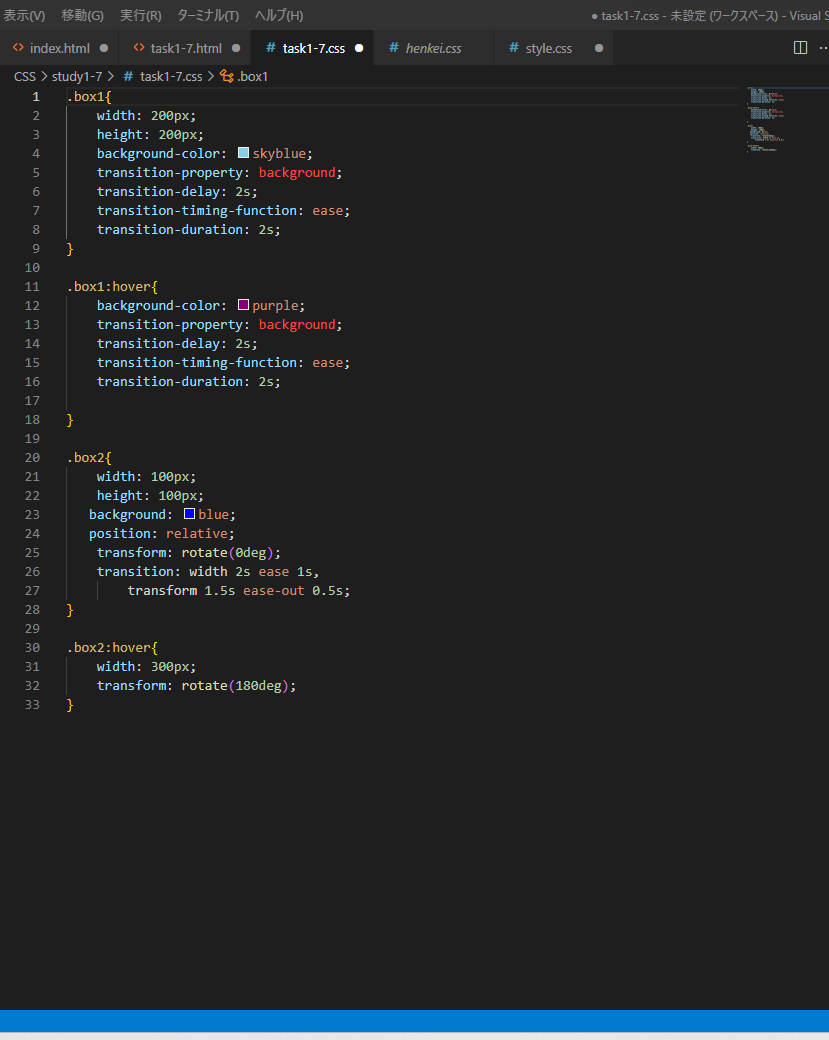 表示(V) 移動(G) 実行(R) ターミナル(T) ヘルプ(H) ● task1-7.css - 未設定 (ワークスペース) - Visual S
index.html ● task1-7.html ● # task1-7.css ● # henkei.css # style.css ●
CSS > study1-7 > # task1-7.css > .box1
1 .box1{
2 width: 200px;
3 height: 200px;
4 background-color: skyblue;
5 transition-property: background;
6 transition-delay: 2s;
7 transition-timing-function: ease;
8 transition-duration: 2s;
9 }
10
11 .box1:hover{
12 background-color: purple;
13 transition-property: background;
14 transition-delay: 2s;
15 transition-timing-function: ease;
16 transition-duration: 2s;
17
18 }
19
20 .box2{
21 width: 100px;
22 height: 100px;
23 background: blue;
24 position: relative;
25 transform: rotate(0deg);
26 transition: width 2s ease 1s,
27 transform 1.5s ease-out 0.5s;
28 }
29
30 .box2:hover{
31 width: 300px;
32 transform: rotate(180deg);
33 }